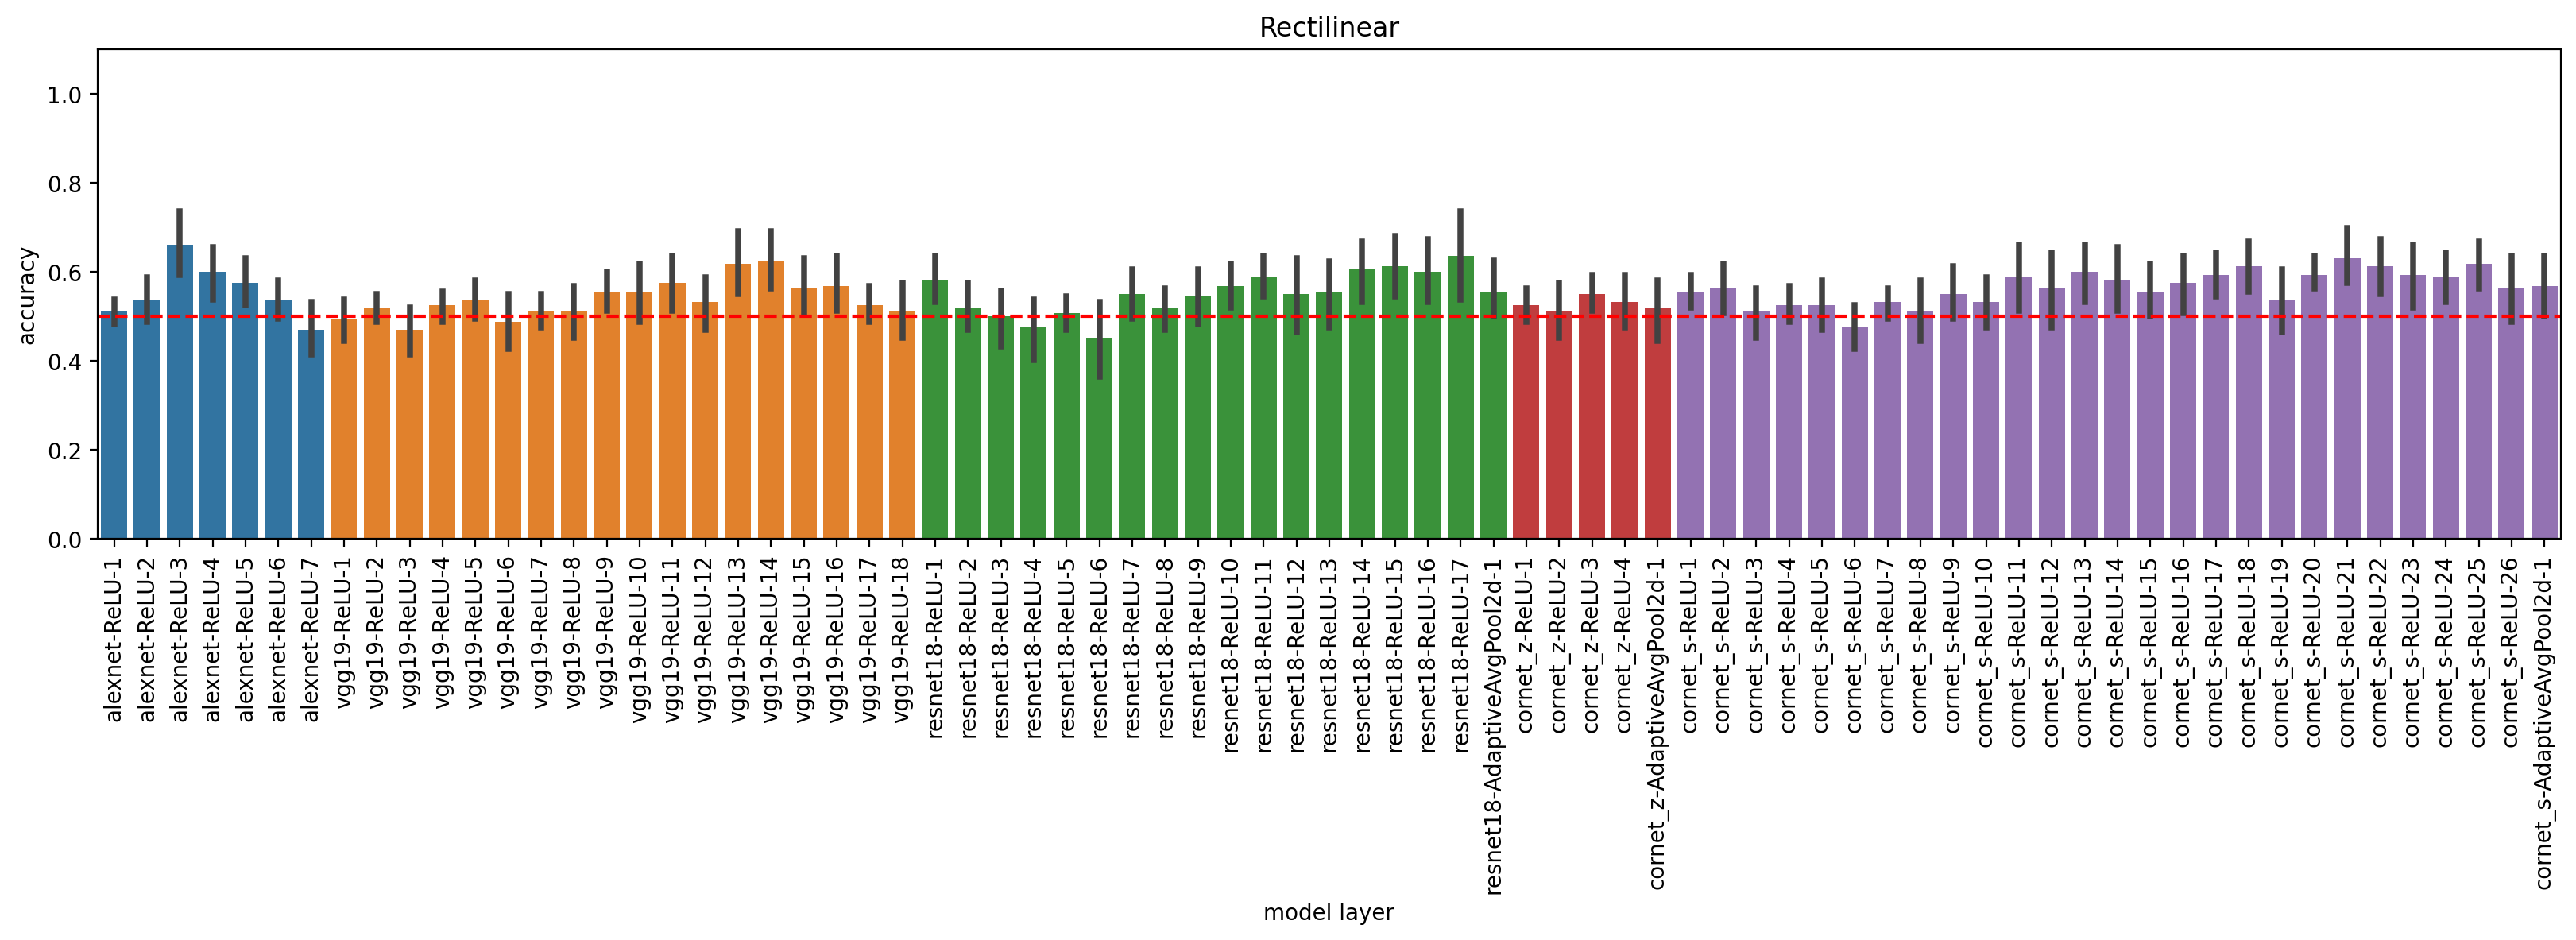 Rectilinear
accuracy
1.0
0.8
0.6
0.4
0.2
0.0
alexnet-ReLU-1
alexnet-ReLU-2
alexnet-ReLU-3
alexnet-ReLU-4
alexnet-ReLU-5
alexnet-ReLU-6
alexnet-ReLU-7
vgg19-ReLU-1
vgg19-ReLU-2
vgg19-ReLU-3
vgg19-ReLU-4
vgg19-ReLU-5
vgg19-ReLU-6
vgg19-ReLU-7
vgg19-ReLU-8
vgg19-ReLU-9
vgg19-ReLU-10
vgg19-ReLU-11
vgg19-ReLU-12
vgg19-ReLU-13
vgg19-ReLU-14
vgg19-ReLU-15
vgg19-ReLU-16
vgg19-ReLU-17
vgg19-ReLU-18
resnet18-ReLU-1
resnet18-ReLU-2
resnet18-ReLU-3
resnet18-ReLU-4
resnet18-ReLU-5
resnet18-ReLU-6
resnet18-ReLU-7
resnet18-ReLU-8
resnet18-ReLU-9
resnet18-ReLU-10
resnet18-ReLU-11
resnet18-ReLU-12
resnet18-ReLU-13
resnet18-ReLU-14
resnet18-ReLU-15
resnet18-ReLU-16
resnet18-ReLU-17
resnet18-AdaptiveAvgPool2d-1
cornet_z-ReLU-1
cornet_z-ReLU-2
cornet_z-ReLU-3
cornet_z-ReLU-4
cornet_z-AdaptiveAvgPool2d-1
cornet_s-ReLU-1
cornet_s-ReLU-2
cornet_s-ReLU-3
cornet_s-ReLU-4
cornet_s-ReLU-5
cornet_s-ReLU-6
cornet_s-ReLU-7
cornet_s-ReLU-8
cornet_s-ReLU-9
cornet_s-ReLU-10
cornet_s-ReLU-11
cornet_s-ReLU-12
cornet_s-ReLU-13
cornet_s-ReLU-14
cornet_s-ReLU-15
cornet_s-ReLU-16
cornet_s-ReLU-17
cornet_s-ReLU-18
cornet_s-ReLU-19
cornet_s-ReLU-20
cornet_s-ReLU-21
cornet_s-ReLU-22
cornet_s-ReLU-23
cornet_s-ReLU-24
cornet_s-ReLU-25
cornet_s-ReLU-26
cornet_s-AdaptiveAvgPool2d-1
model layer